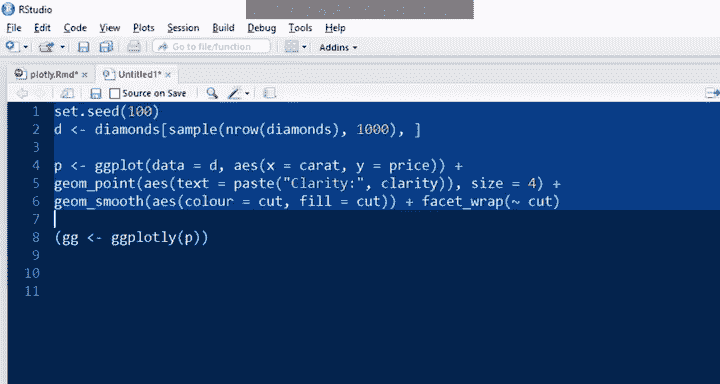 RStudio
File Edit Code View Plots Session Build Debug Tools Help
Go to file/function Addins
plotly.Rmd* × Untitled1* ×
Source on Save
1 set.seed(100)
2 d <- diamonds[sample(nrow(diamonds), 1000), ]
3
4 p <- ggplot(data = d, aes(x = carat, y = price)) +
5 geom_point(aes(text = paste("Clarity:", clarity)), size = 4) +
6 geom_smooth(aes(colour = cut, fill = cut)) + facet_wrap(~ cut)
7
8 (gg <- ggplotly(p))
9
10
11